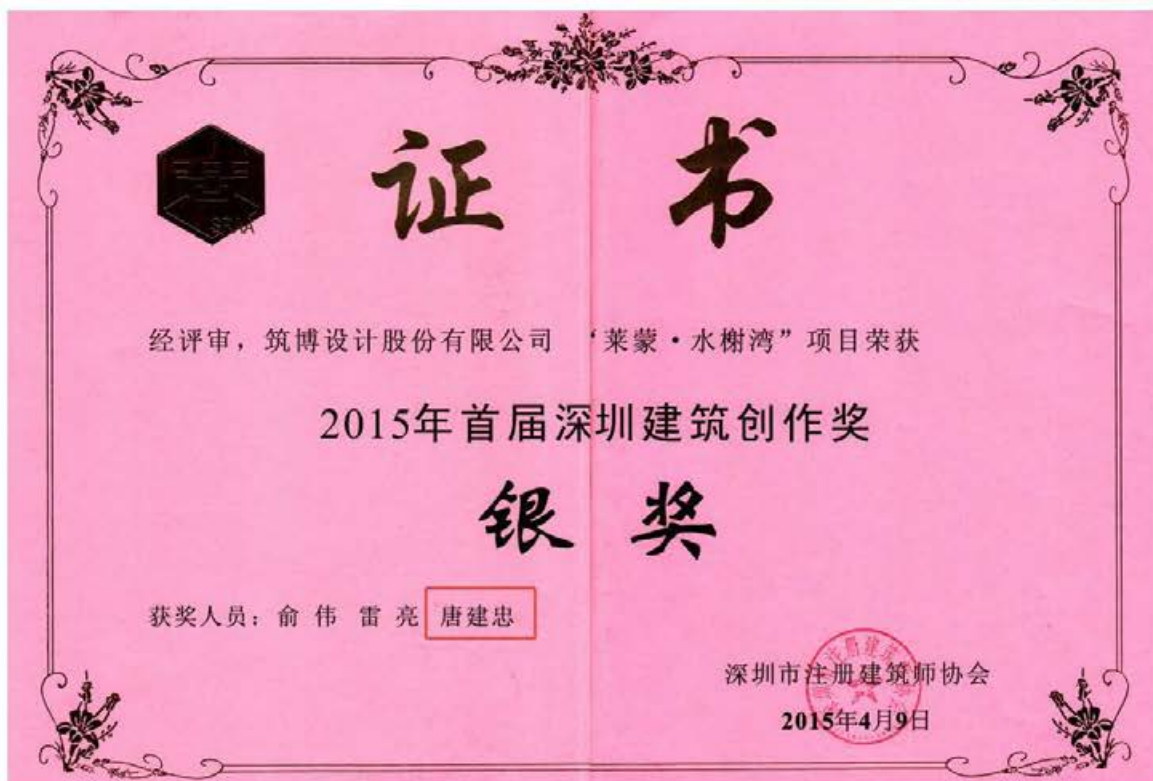 证 书
经评审，筑博设计股份有限公司 “莱蒙·水榭湾”项目荣获
2015年首届深圳建筑创作奖
银 奖
获奖人员：俞 伟 雷 亮 唐建忠
深圳市注册建筑师协会
2015年4月9日